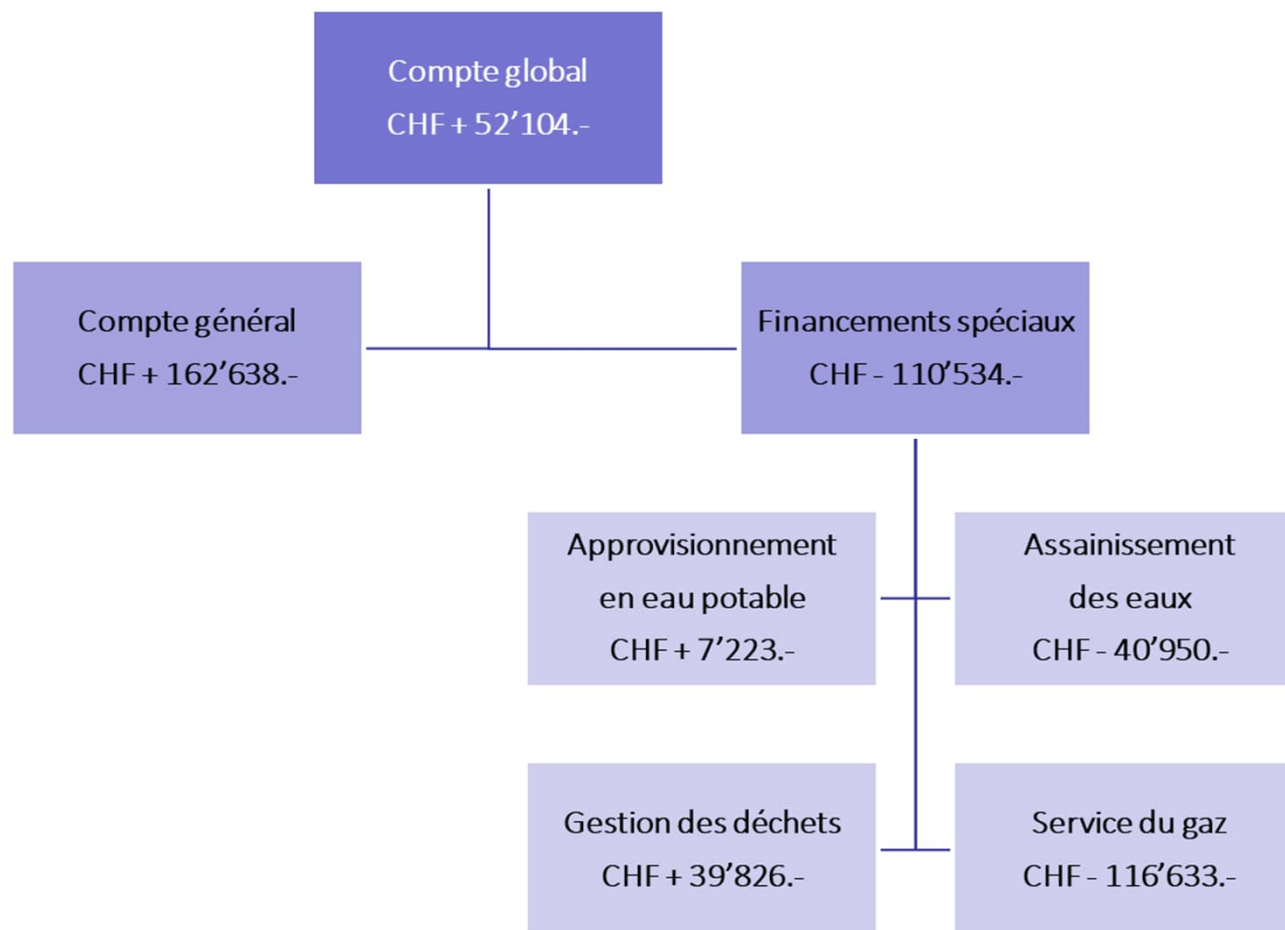 Compte global
CHF + 52’104.-
Compte général
CHF + 162’638.-
Financements spéciaux
CHF - 110’534.-
Approvisionnement
en eau potable
CHF + 7’223.-
Assainissement
des eaux
CHF - 40’950.-
Gestion des déchets
CHF + 39’826.-
Service du gaz
CHF - 116’633.-